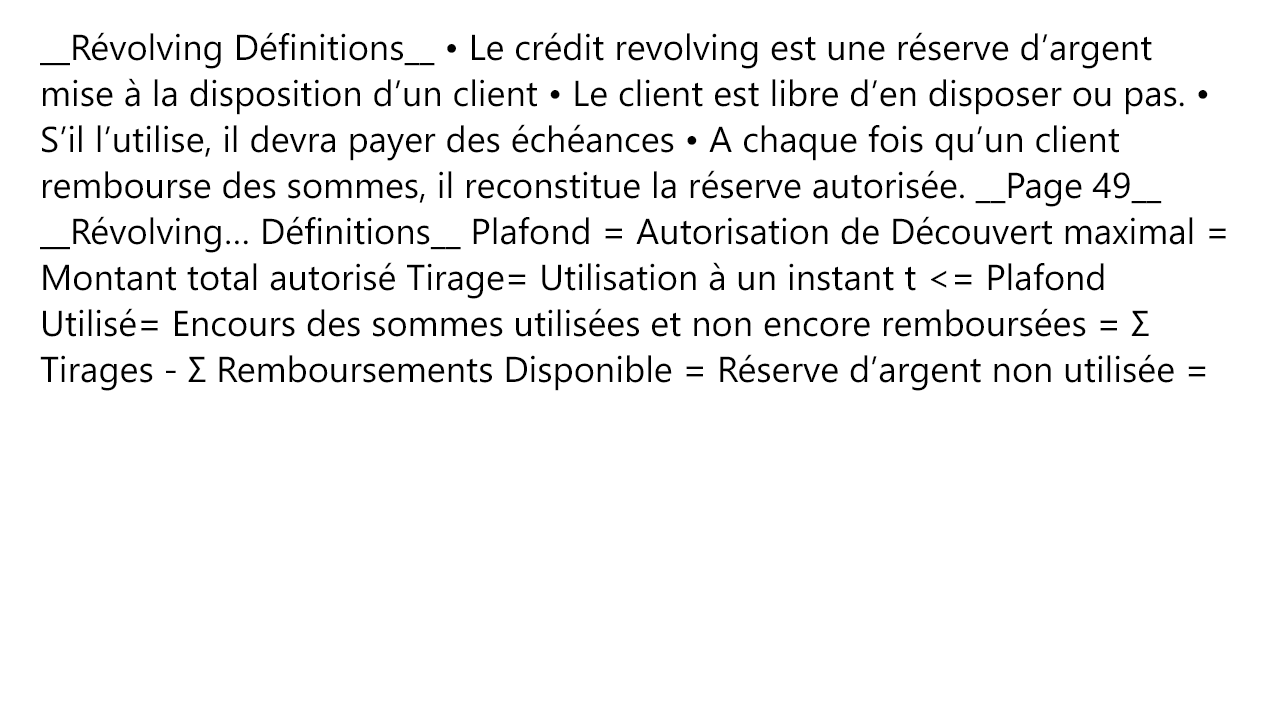 __Révolving Définitions__ • Le crédit revolving est une réserve d’argent
mise à la disposition d’un client • Le client est libre d’en disposer ou pas. •
S’il l’utilise, il devra payer des échéances • A chaque fois qu’un client
rembourse des sommes, il reconstitue la réserve autorisée. __Page 49__
__Révolving… Définitions__ Plafond = Autorisation de Découvert maximal =
Montant total autorisé Tirage= Utilisation à un instant t <= Plafond
Utilisé= Encours des sommes utilisées et non encore remboursées = Σ
Tirages - Σ Remboursements Disponible = Réserve d’argent non utilisée =